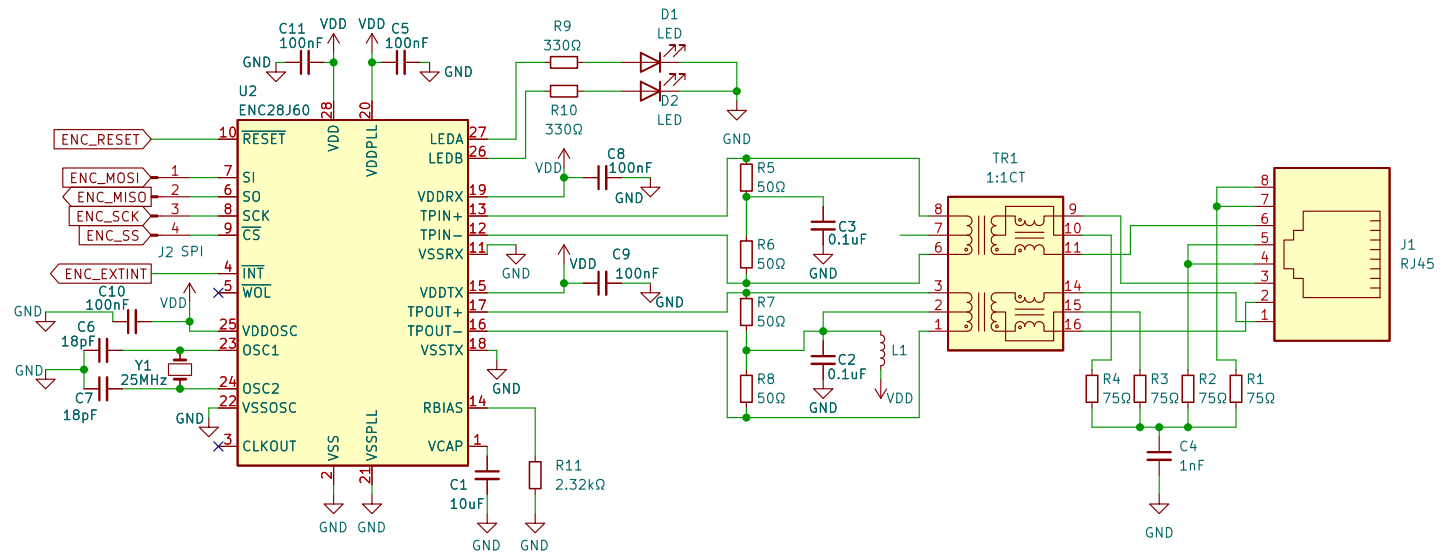 C11
100nF
VDD
VDD
C5
100nF
GND
GND
R9
330Ω
D1
LED
R10
330Ω
D2
LED
GND
U2
ENC28J60
28
VDD
20
VDDPLL
ENC_RESET
10
RESET
ENC_MOSI
1
7
SI
ENC_MISO
2
6
SO
ENC_SCK
3
8
SCK
ENC_SS
4
9
CS
J2 SPI
ENC_EXTINT
4
INT
5
WOL
C10
100nF
VDD
GND
25
VDDOSC
C6
18pF
23
OSC1
GND
Y1
25MHz
24
OSC2
C7
18pF
22
VSSOSC
GND
3
CLKOUT
VSS
2
GND
VSSPLL
21
GND
LEDA
27
LEDB
26
VDDRX
19
TPIN+
13
TPIN−
12
VSSRX
11
VDDTX
15
TPOUT+
17
TPOUT−
16
VSSTX
18
RBIAS
14
VCAP
1
VDD
C8
100nF
GND
GND
VDD
C9
100nF
GND
GND
C1
10uF
GND
R11
2.32kΩ
GND
R5
50Ω
C3
0.1uF
GND
R6
50Ω
R7
50Ω
C2
0.1uF
GND
L1
VDD
R8
50Ω
TR1
1:1CT
8
7
6
3
2
1
9
10
11
14
15
16
8
7
6
5
4
3
2
1
J1
RJ45
R4
75Ω
R3
75Ω
R2
75Ω
R1
75Ω
C4
1nF
GND